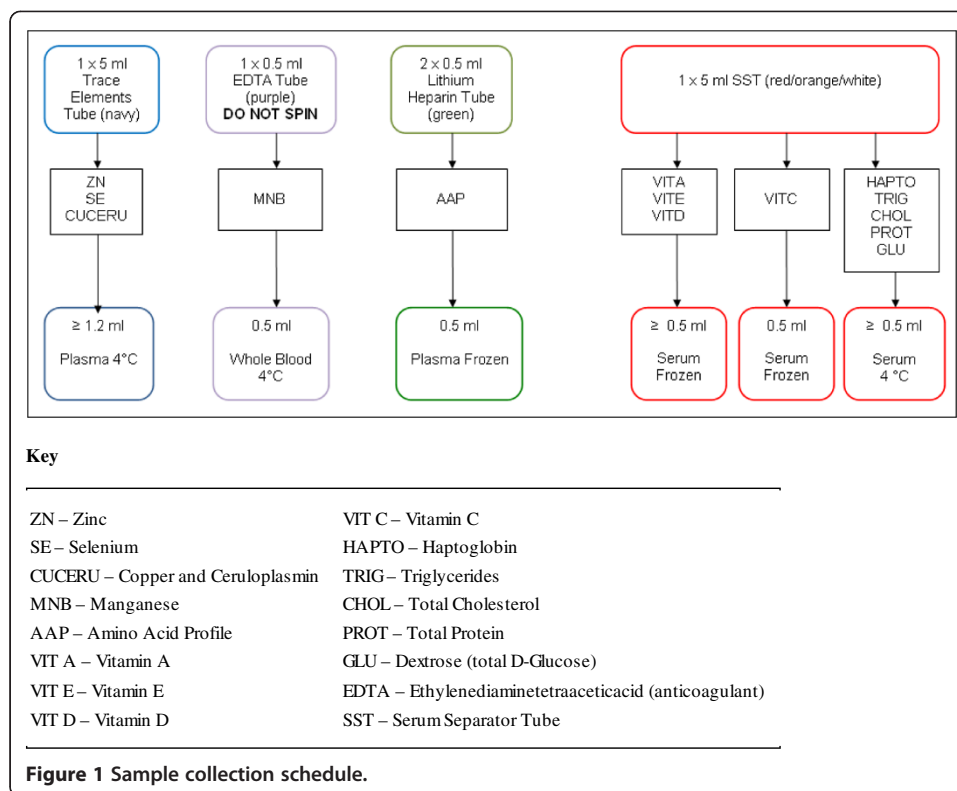 1 x 5 ml
Trace
Elements
Tube (navy)
1 x 0.5 ml
EDTA Tube
(purple)
DO NOT SPIN
2 x 0.5 ml
Lithium
Heparin Tube
(green)
1 x 5 ml SST (red/orange/white)
ZN
SE
CUCERU
MNB
AAP
VITA
VITE
VITD
VITC
HAPTO
TRIG
CHOL
PROT
GLU
≥ 1.2 ml
Plasma 4°C
0.5 ml
Whole Blood
4°C
0.5 ml
Plasma Frozen
≥ 0.5 ml
Serum
Frozen
0.5 ml
Serum
Frozen
≥ 0.5 ml
Serum
4 °C
Key
ZN – Zinc
SE – Selenium
CUCERU – Copper and Ceruloplasmin
MNB – Manganese
AAP – Amino Acid Profile
VIT A – Vitamin A
VIT E – Vitamin E
VIT D – Vitamin D
VIT C – Vitamin C
HAPTO – Haptoglobin
TRIG – Triglycerides
CHOL – Total Cholesterol
PROT – Total Protein
GLU – Dextrose (total D-Glucose)
EDTA – Ethylenediaminetetraaceticacid (anticoagulant)
SST – Serum Separator Tube
Figure 1 Sample collection schedule.